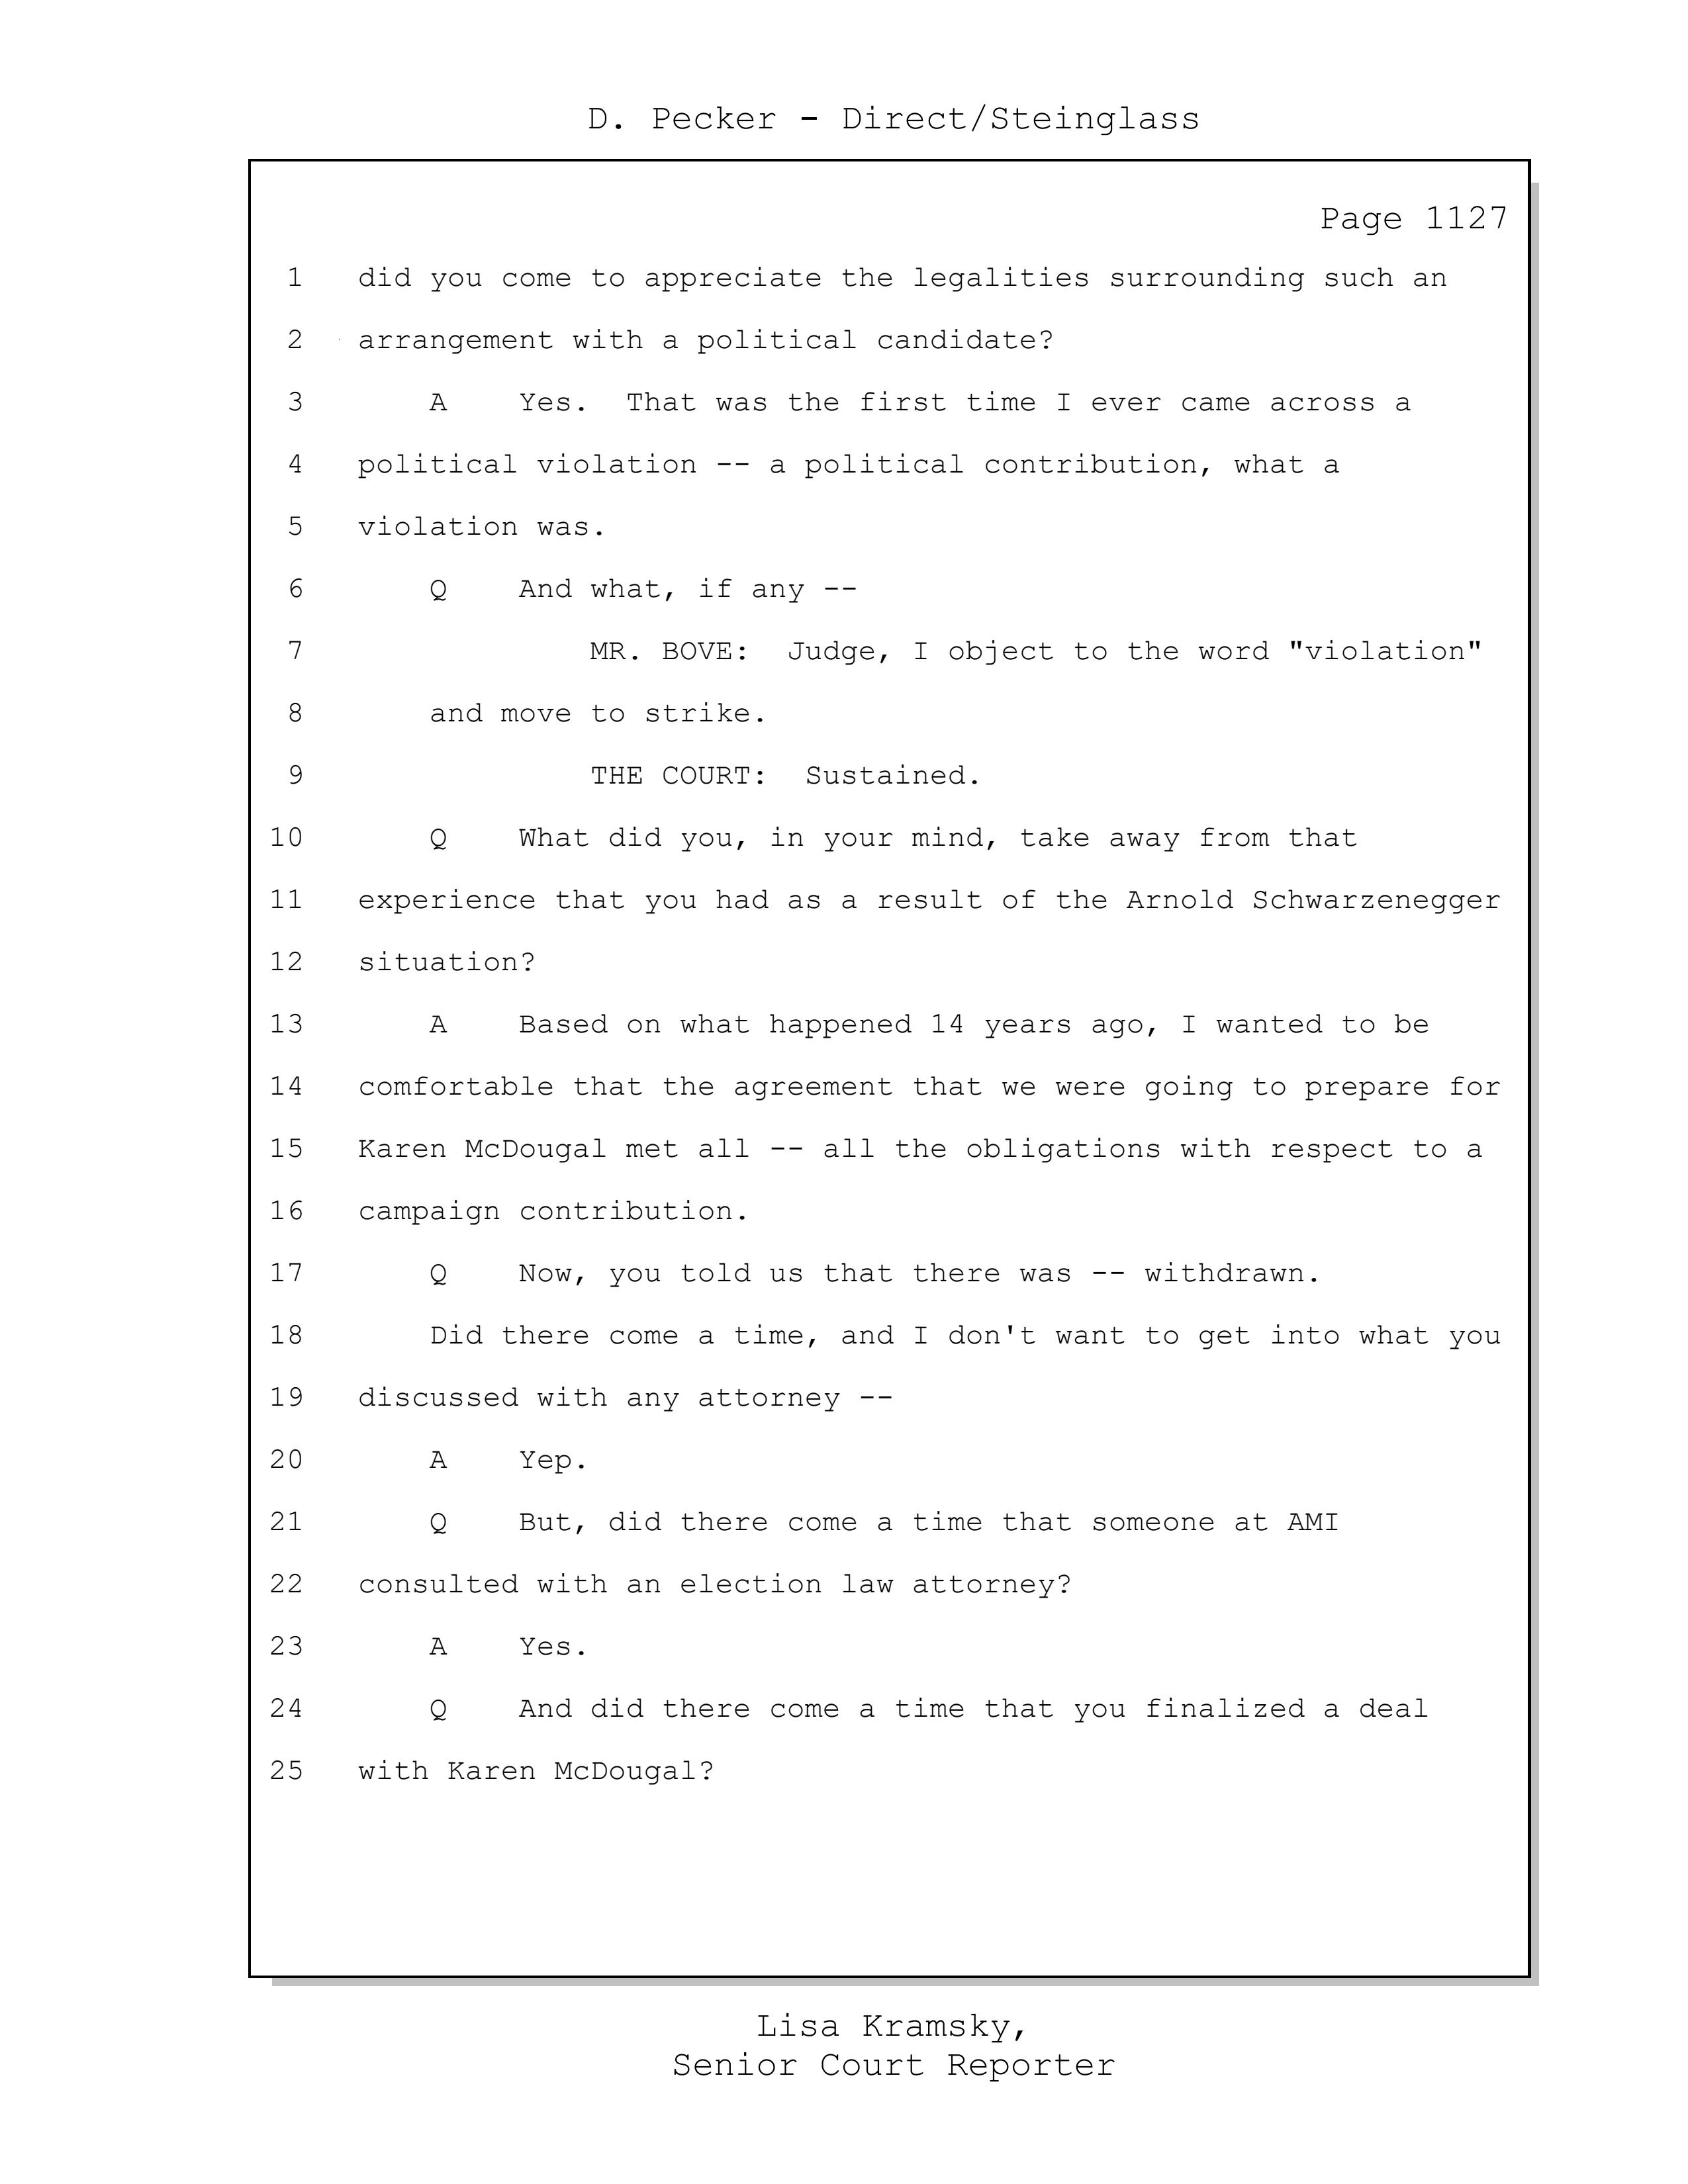 D. Pecker - Direct/Steinglass
Page 1127
1 did you come to appreciate the legalities surrounding such an
2 arrangement with a political candidate?
3 A Yes. That was the first time I ever came across a
4 political violation -- a political contribution, what a
5 violation was.
6 Q And what, if any --
7 MR. BOVE: Judge, I object to the word "violation"
8 and move to strike.
9 THE COURT: Sustained.
10 Q What did you, in your mind, take away from that
11 experience that you had as a result of the Arnold Schwarzenegger
12 situation?
13 A Based on what happened 14 years ago, I wanted to be
14 comfortable that the agreement that we were going to prepare for
15 Karen McDougal met all -- all the obligations with respect to a
16 campaign contribution.
17 Q Now, you told us that there was -- withdrawn.
18 Did there come a time, and I don't want to get into what you
19 discussed with any attorney --
20 A Yep.
21 Q But, did there come a time that someone at AMI
22 consulted with an election law attorney?
23 A Yes.
24 Q And did there come a time that you finalized a deal
25 with Karen McDougal?
Lisa Kramsky,
Senior Court Reporter